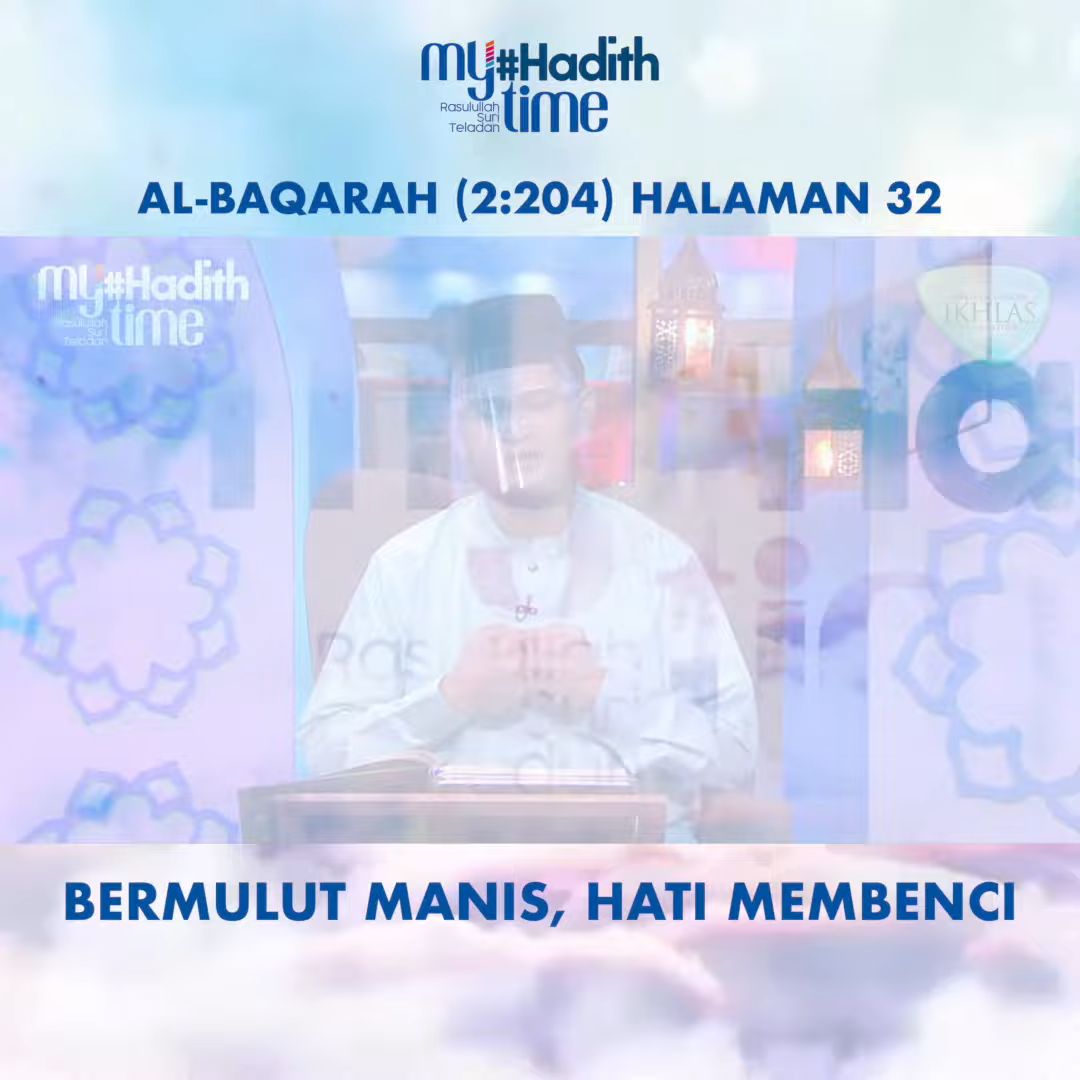 my#Hadith
time
Rasulullah
Suri
Teladan
AL-BAQARAH (2:204) HALAMAN 32
my#Hadith
time
Rasulullah
Suri
Teladan
IKHLAS
BERMULUT MANIS, HATI MEMBENCI